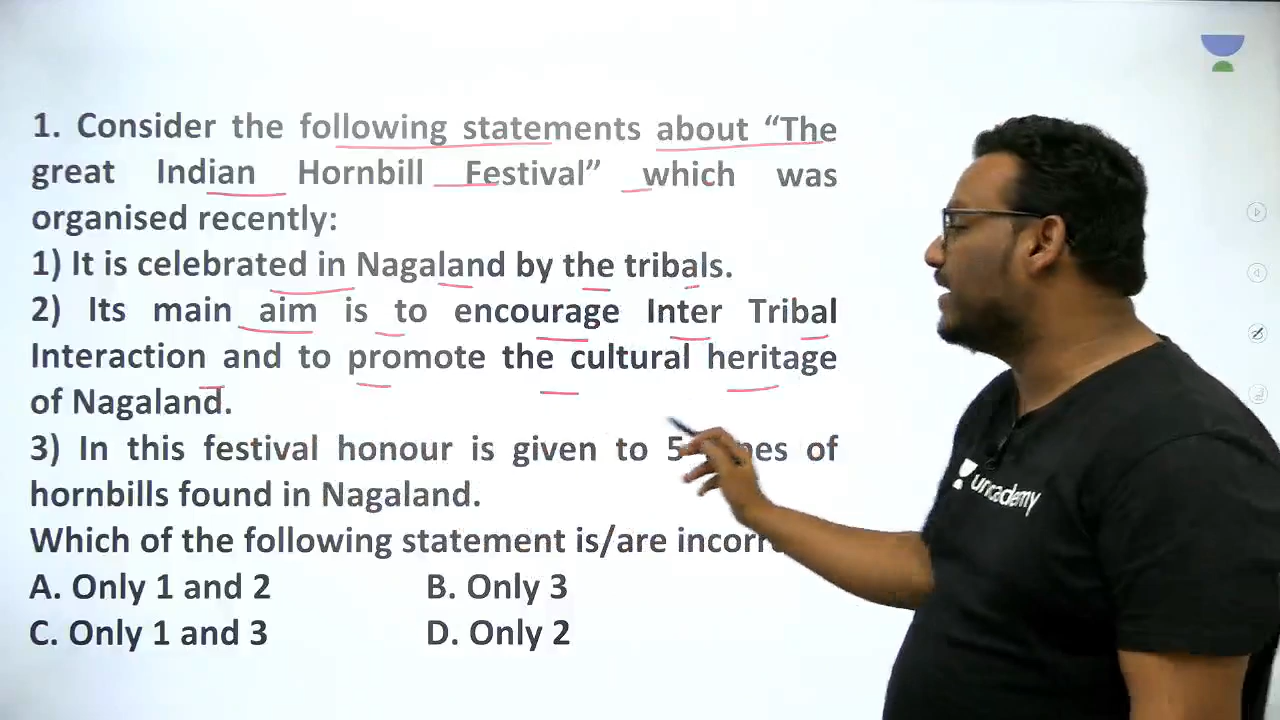 1. Consider the following statements about “The
great Indian Hornbill Festival” which was
organised recently:
1) It is celebrated in Nagaland by the tribals.
2) Its main aim is to encourage Inter Tribal
Interaction and to promote the cultural heritage
of Nagaland.
3) In this festival honour is given to 5 of
hornbills found in Nagaland.
Which of the following statement is/are
A. Only 1 and 2 B. Only 3
C. Only 1 and 3 D. Only 2
unacademy